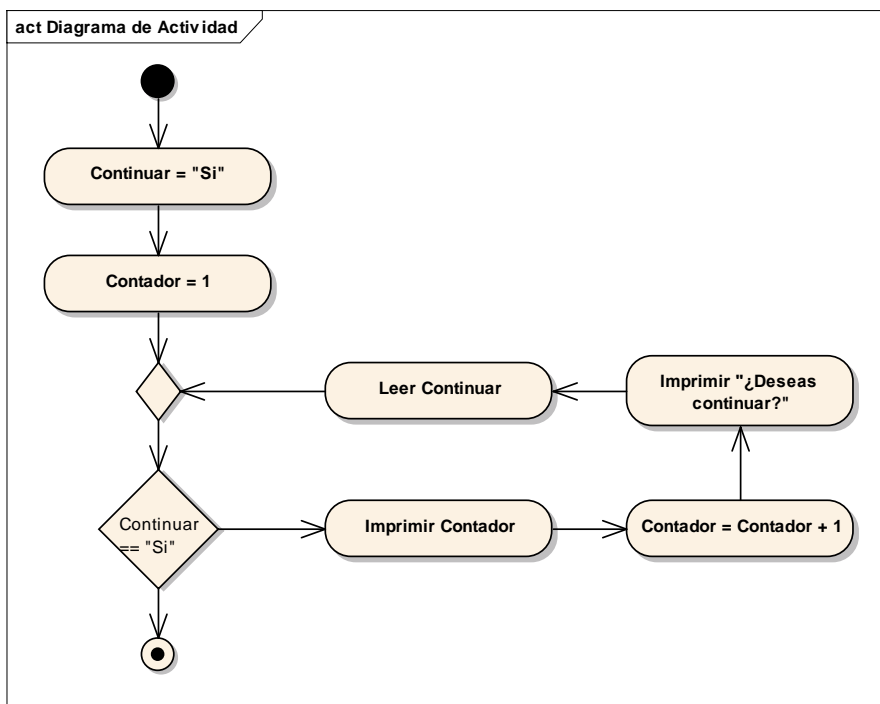 act Diagrama de Actividad
Continuar = "Si"
Contador = 1
Leer Continuar
Imprimir "¿Deseas
continuar?"
Continuar
== "Si"
Imprimir Contador
Contador = Contador + 1